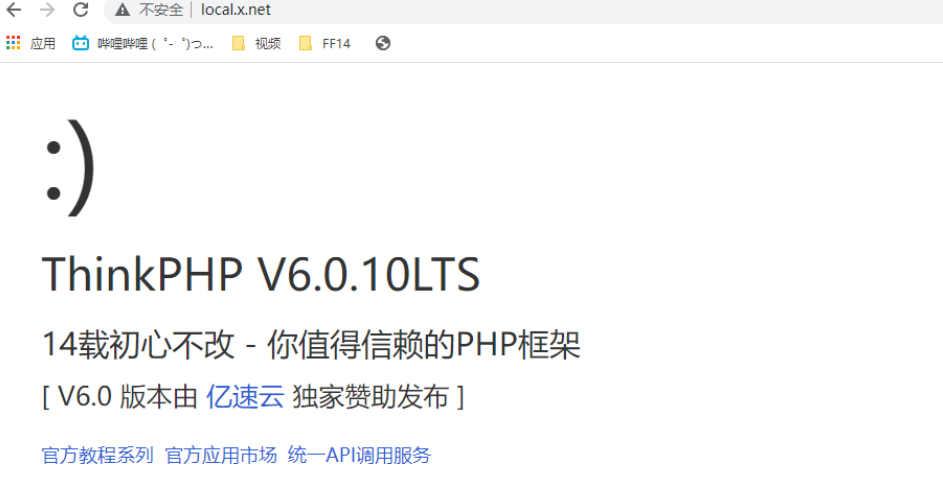 不安全 | local.x.net
应用 哔哩哔哩 ( ゜- ゜)つ... 视频 FF14
:)
ThinkPHP V6.0.10LTS
14载初心不改 - 你值得信赖的PHP框架
[ V6.0 版本由 亿速云 独家赞助发布 ]
官方教程系列 官方应用市场 统一API调用服务